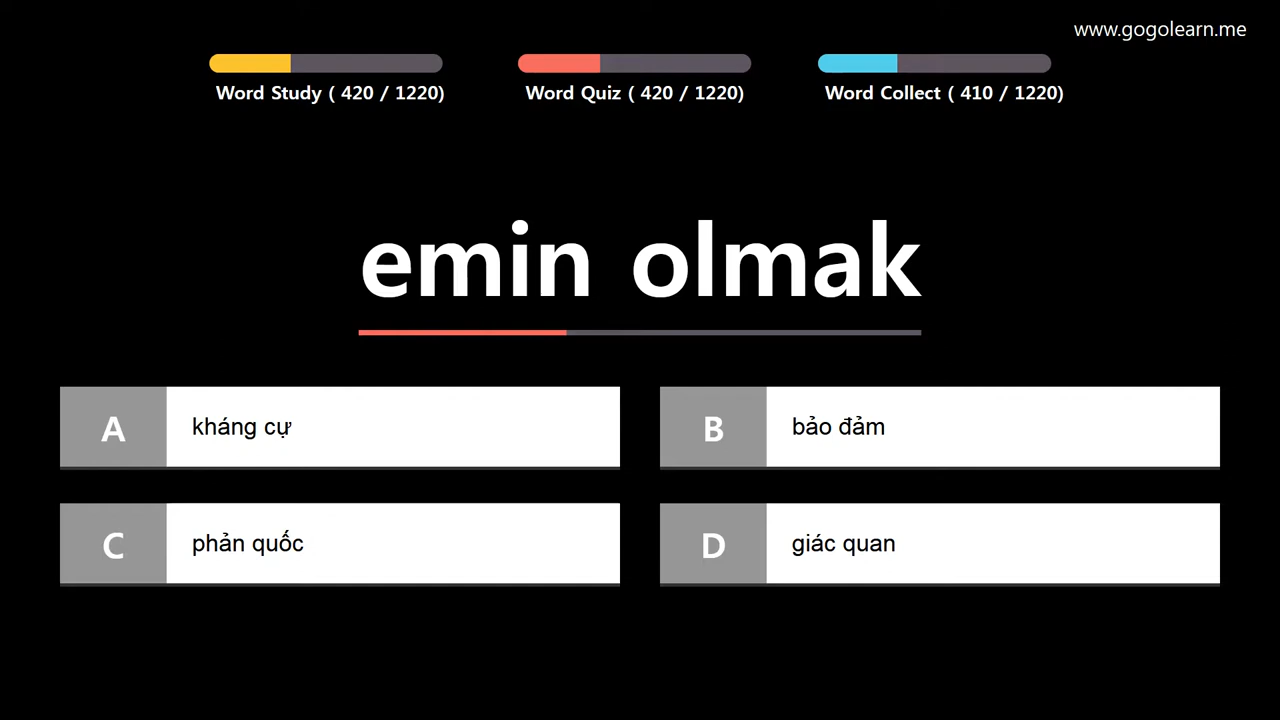 www.gogolearn.me
Word Study ( 420 / 1220)
Word Quiz ( 420 / 1220)
Word Collect ( 410 / 1220)
emin olmak
A
kháng cự
B
bảo đảm
C
phản quốc
D
giác quan